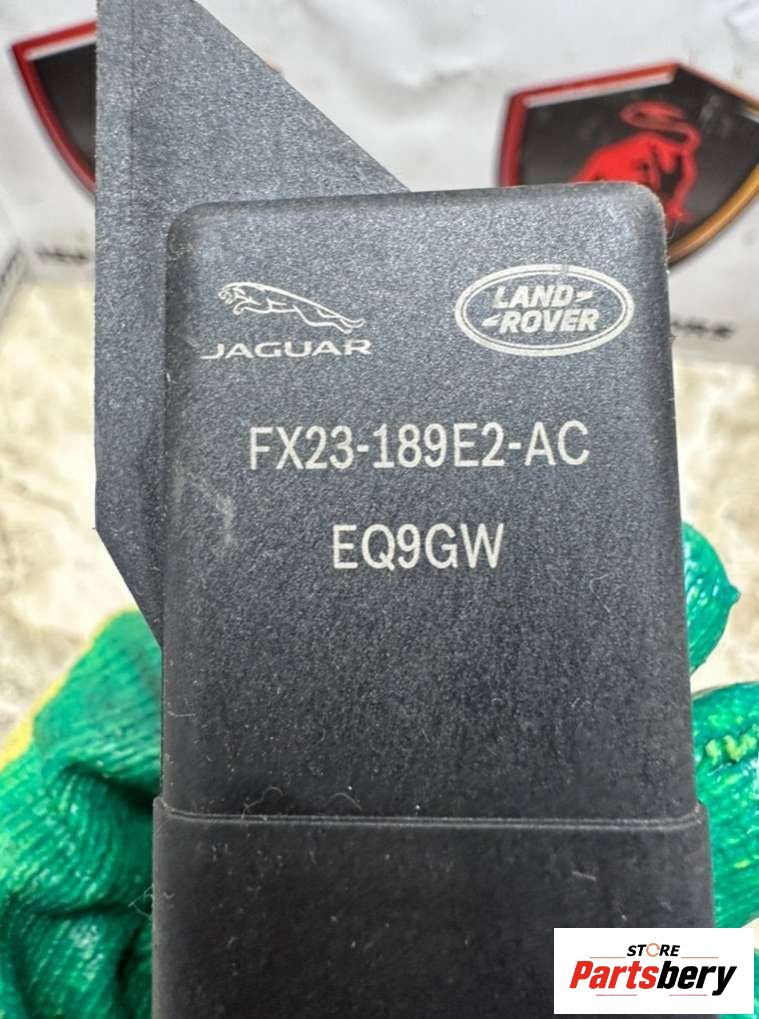 JAGUAR
LAND-
-ROVER
FX23-189E2-AC
EQ9GW
STORE
Partsbery